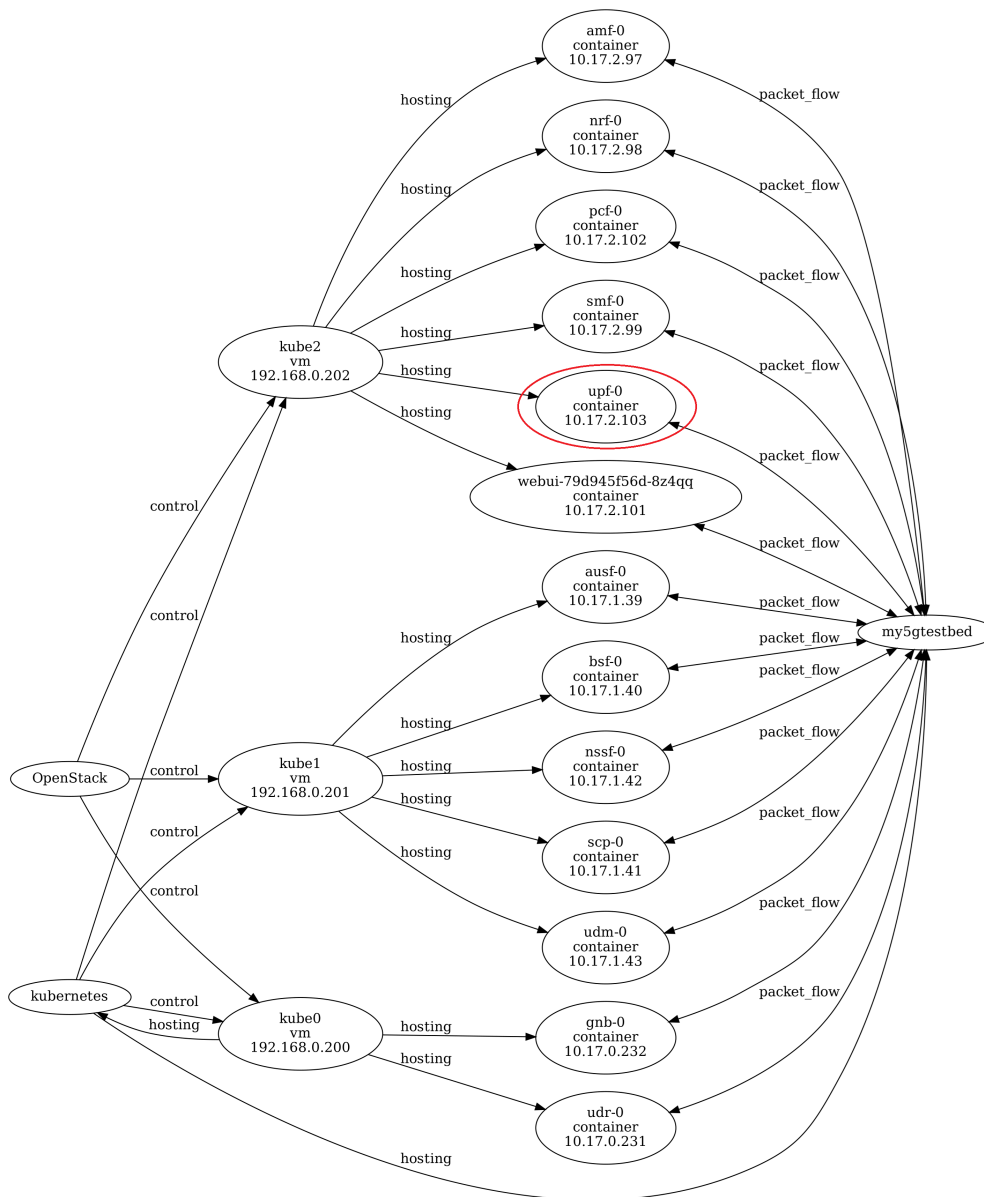 amf-0
container
10.17.2.97
packet_flow
hosting
nrf-0
container
10.17.2.98
packet_flow
hosting
pcf-0
container
10.17.2.102
packet_flow
hosting
smf-0
container
10.17.2.99
hosting
kube2
vm
192.168.0.202
packet_flow
hosting
upf-0
container
10.17.2.103
hosting
packet_flow
webui-79d945f56d-8z4qq
container
10.17.2.101
control
packet_flow
ausf-0
container
10.17.1.39
packet_flow
control
hosting
my5gtestbed
packet_flow
bsf-0
container
10.17.1.40
packet_flow
hosting
nssf-0
container
10.17.1.42
packet_flow
hosting
kube1
vm
192.168.0.201
OpenStack
control
hosting
packet_flow
control
scp-0
container
10.17.1.41
hosting
control
packet_flow
udm-0
container
10.17.1.43
kubernetes
control
hosting
packet_flow
kube0
vm
192.168.0.200
hosting
gnb-0
container
10.17.0.232
hosting
udr-0
container
10.17.0.231
hosting